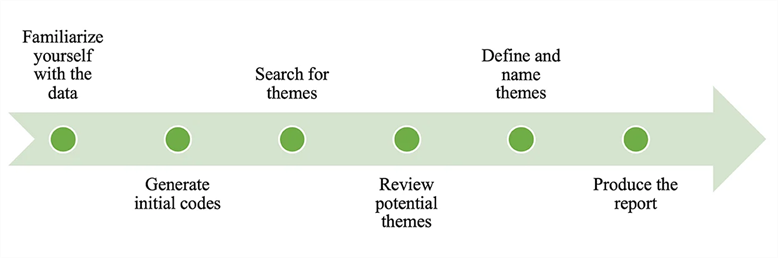 Familiarize
yourself
with the
data
Generate
initial codes
Search for
themes
Review
potential
themes
Define and
name
themes
Produce the
report